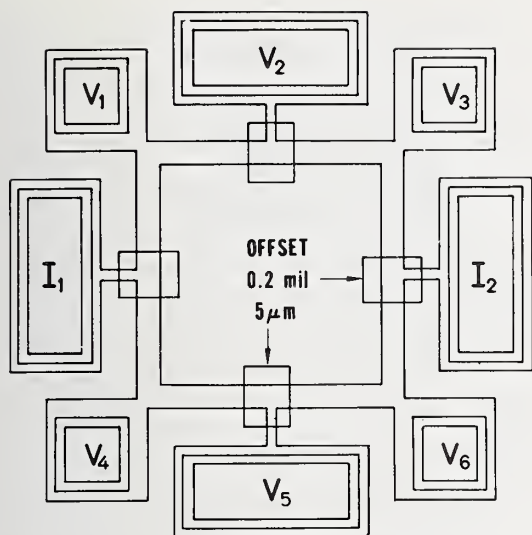 V₂
V₁
V₃
I₁
OFFSET
0.2 mil
5μm
I₂
V₄
V₅
V₆